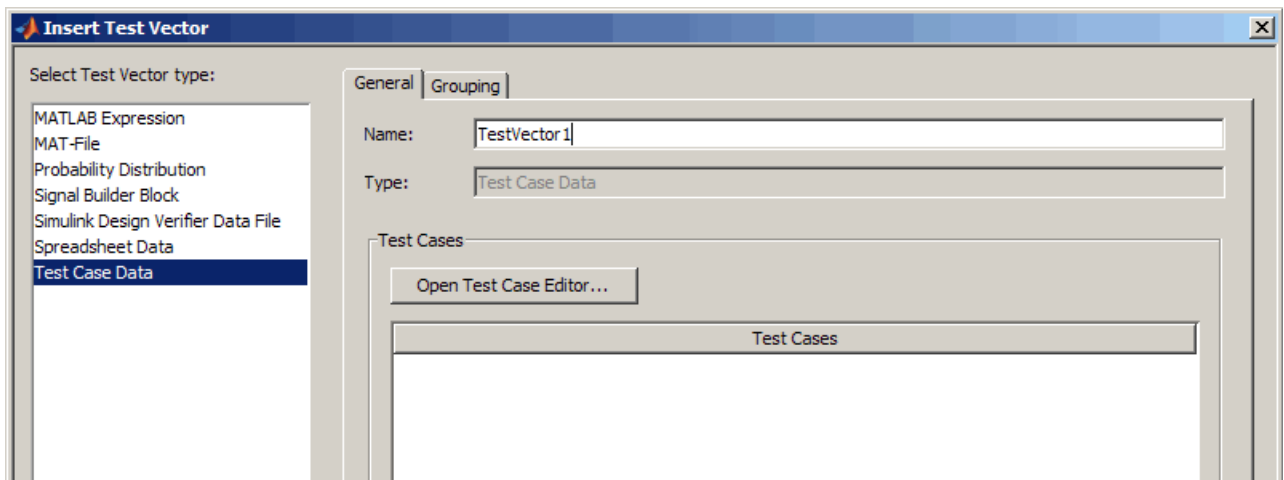 Insert Test Vector
Select Test Vector type:
MATLAB Expression
MAT-File
Probability Distribution
Signal Builder Block
Simulink Design Verifier Data File
Spreadsheet Data
Test Case Data
General Grouping
Name: TestVector1
Type: Test Case Data
Test Cases
Open Test Case Editor...
Test Cases